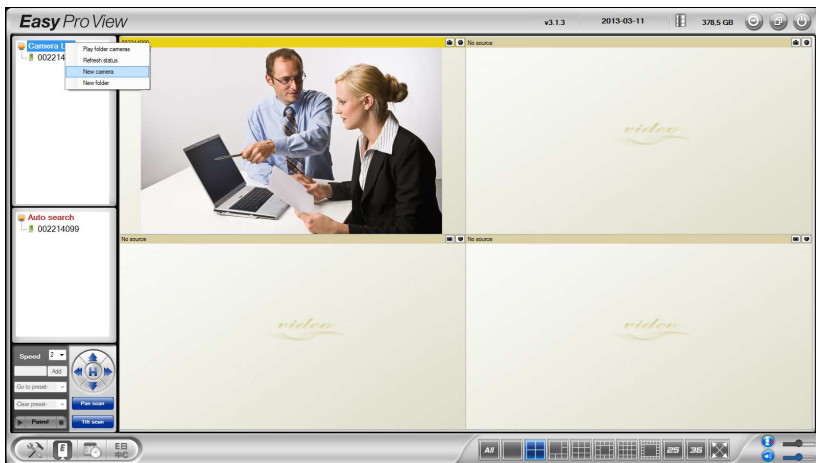 Easy Pro View
v3.1.3
2013-03-11
378,5 GB
Camera L
Play folder cameras
Refresh status
New camera
New folder
002214
002214099
No source
video
Auto search
002214099
No source
video
No source
video
Speed
2
Add
Go to preset-
Clear preset-
Patrol
H
Pan scan
Tilt scan
E
All
25
36